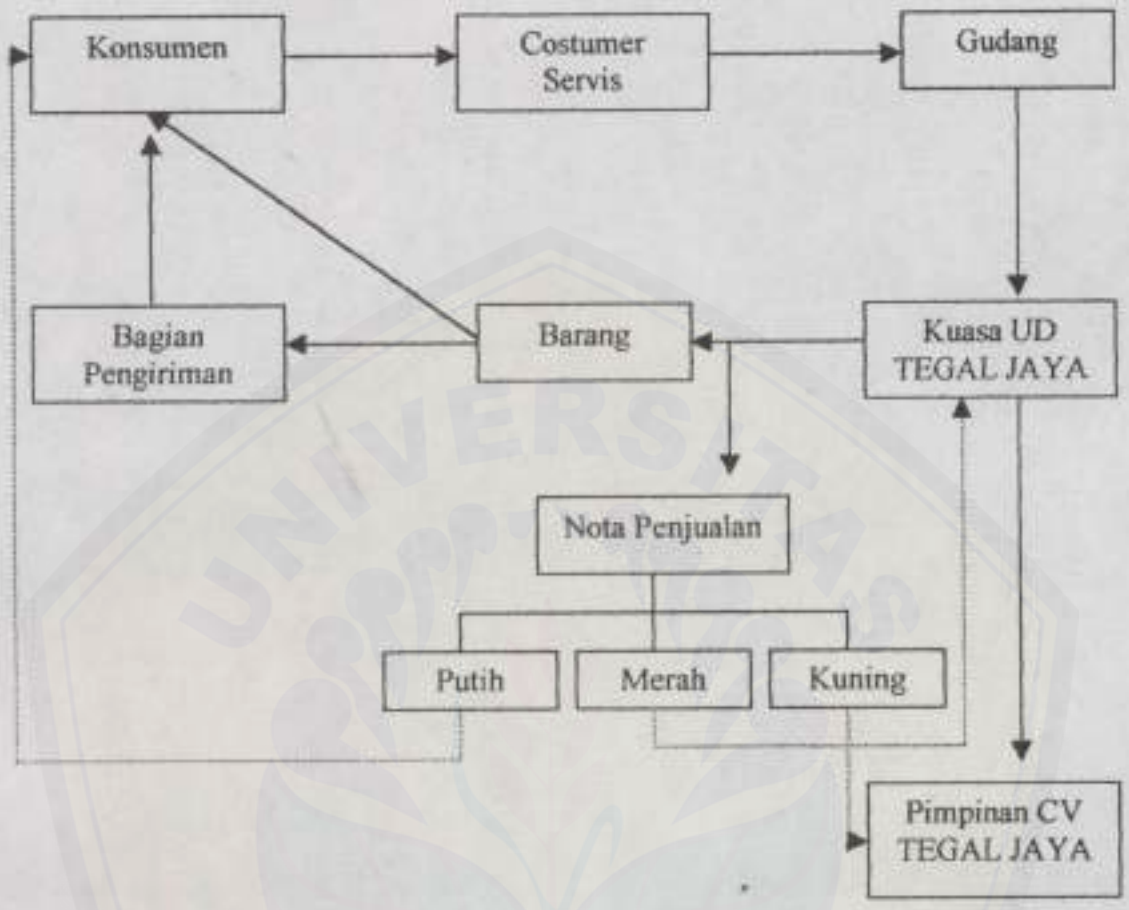 Konsumen
Costumer
Servis
Gudang
Bagian
Pengiriman
Barang
Kuasa UD
TEGAL JAYA
Nota Penjualan
Putih
Merah
Kuning
Pimpinan CV
TEGAL JAYA
UNIVERSITAS